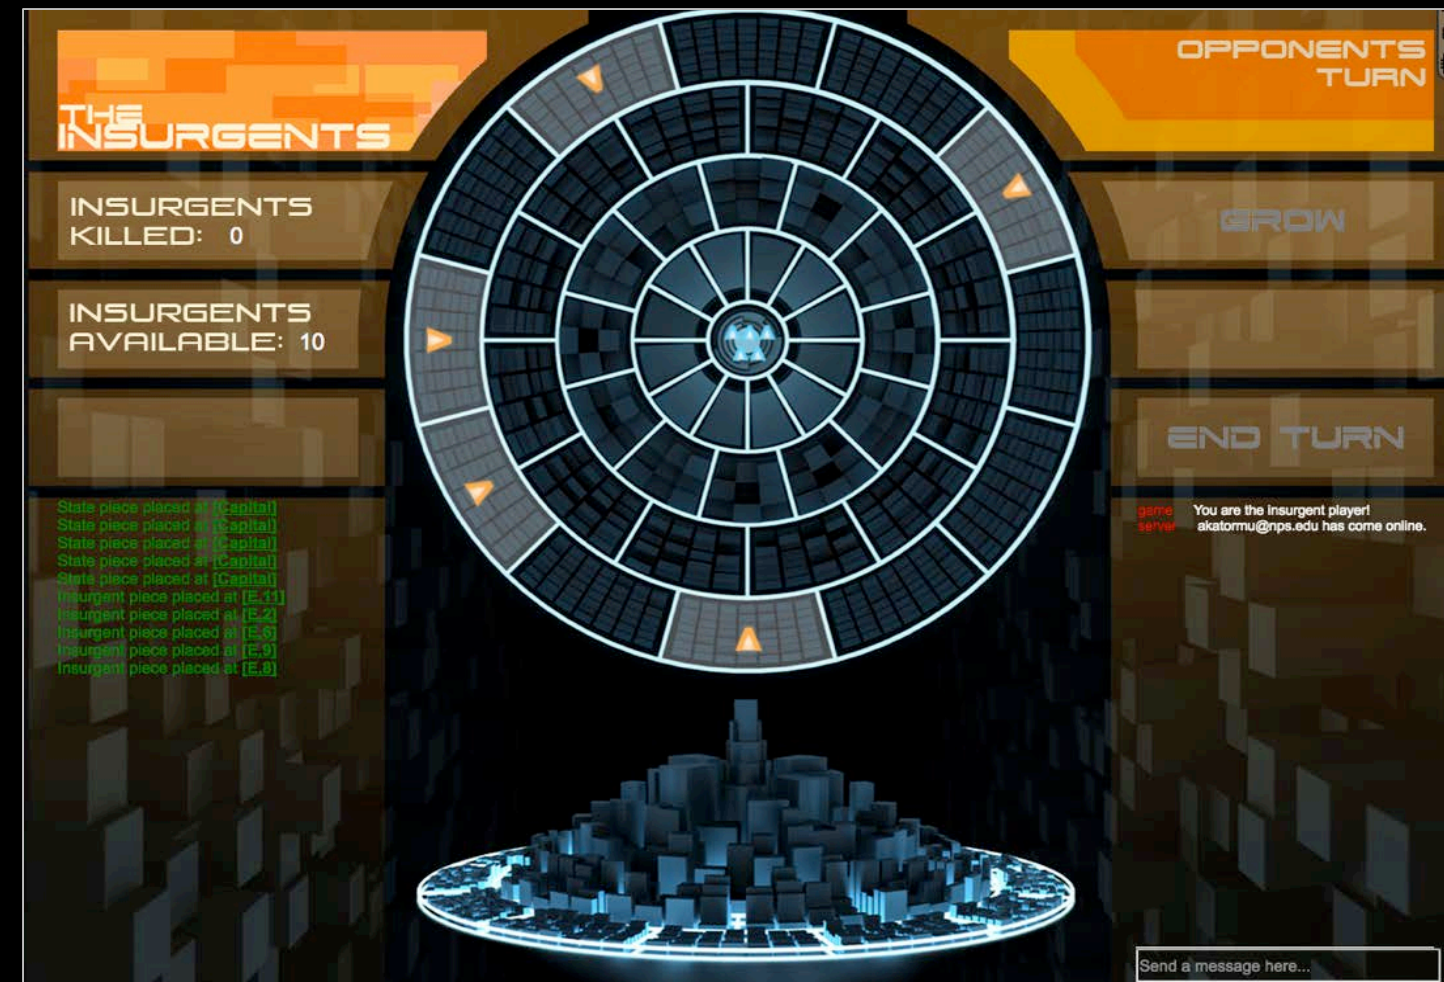 THE
INSURGENTS
INSURGENTS
KILLED: 0
INSURGENTS
AVAILABLE: 10
State piece placed at [Capital]
State piece placed at [Capital]
State piece placed at [Capital]
State piece placed at [Capital]
State piece placed at [Capital]
Insurgent piece placed at [E.11]
Insurgent piece placed at [E.2]
Insurgent piece placed at [E.6]
Insurgent piece placed at [E.9]
Insurgent piece placed at [E.8]
OPPONENTS
TURN
GROW
END TURN
game You are the insurgent player!
server akatormu@nps.edu has come online.
Send a message here...